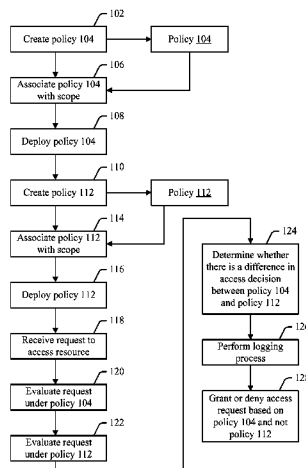 102
Create policy 104
Policy 104
106
Associate policy 104
with scope
108
Deploy policy 104
110
Create policy 112
Policy 112
114
Associate policy 112
with scope
116
Deploy policy 112
118
Receive request to
access resource
120
Evaluate request
under policy 104
122
Evaluate request
under policy 112
124
Determine whether
there is a difference in
access decision
between policy 104
and policy 112
126
Perform logging
process
128
Grant or deny access
request based on
policy 104 and not
policy 112